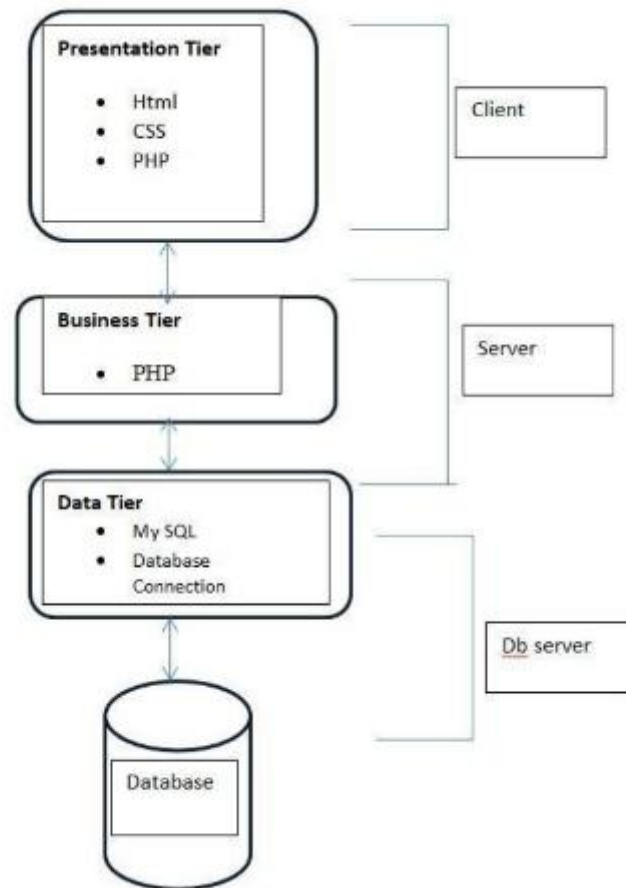 Presentation Tier
• Html
• CSS
• PHP
Client
Business Tier
• PHP
Server
Data Tier
• My SQL
• Database
Connection
Db server
Database